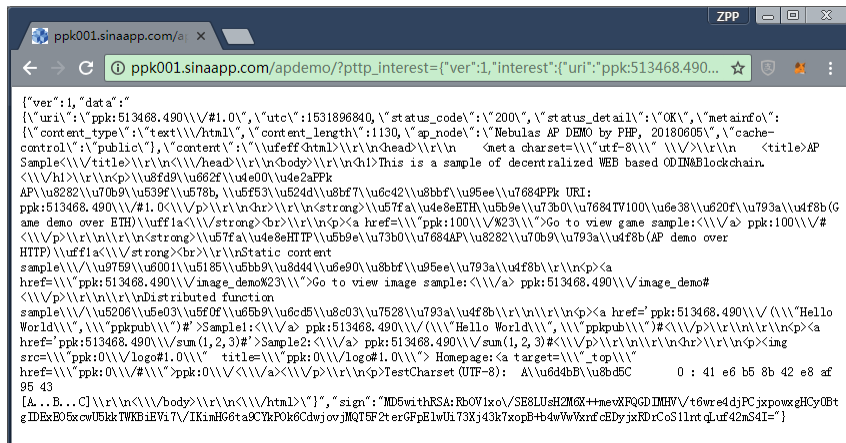 ZPP
ppk001.sinaapp.com/ap
ppk001.sinaapp.com/apdemo/?pttp_interest={"ver":1,"interest":{"uri":"ppk:513468.490...
{"ver":1,"data":"
{\"uri\":\"ppk:513468.490\\\/#1.0\",\"utc\":1531896840,\"status_code\":\"200\",\"status_detail\":\"OK\",\"metainfo\":
{\"content_type\":\"text\\\/html\",\"content_length\":1130,\"ap_node\":\"Nebulas AP DEMO by PHP, 20180605\",\"cache-
control\":\"public\"},\"content\":\"\\ufeff<html>\\r\\n<head>\\r\\n    <meta charset=\\\"utf-8\\\" \\\/>\\r\\n    <title>AP
Sample<\\\/title>\\r\\n<\\\/head>\\r\\n<body>\\r\\n<h1>This is a sample of decentralized WEB based ODIN&Blockchain.
<\\\/h1>\\r\\n<p>\\u8fd9\\u662f\\u4e00\\u4e2aPPk
AP\\u8282\\u70b9\\u539f\\u578b,\\u5f53\\u524d\\u8bf7\\u6c42\\u8bbf\\u95ee\\u7684PPk URI:
ppk:513468.490\\\/#1.0<\\\/p>\\r\\n<hr>\\r\\n<strong>\\u57fa\\u4e8eETH\\u5b9e\\u73b0\\u7684TV100\\u6e38\\u620f\\u793a\\u4f8b(G
ame demo over ETH)\\uff1a<\\\/strong><br>\\r\\n<p><a href=\\\"ppk:100\\\/%23\\\">Go to view game sample:<\\\/a> ppk:100\\\/#
<\\\/p>\\r\\n\\r\\n<strong>\\u57fa\\u4e8eHTTP\\u5b9e\\u73b0\\u7684AP\\u8282\\u70b9\\u793a\\u4f8b(AP demo over
HTTP)\\uff1a<\\\/strong><br>\\r\\nStatic content
sample\\\/\\u9759\\u6001\\u5185\\u5bb9\\u8d44\\u6e90\\u8bbf\\u95ee\\u793a\\u4f8b\\r\\n<p><a
href=\\\"ppk:513468.490\\\/image_demo%23\\\">Go to view image sample:<\\\/a> ppk:513468.490\\\/image_demo#
<\\\/p>\\r\\n\\r\\nDistributed function
sample\\\/\\u5206\\u5e03\\u5f0f\\u65b9\\u6cd5\\u8c03\\u7528\\u793a\\u4f8b\\r\\n\\r\\n<p><a href='ppk:513468.490\\\/(\\\"Hello
World\\\",\\\"ppkpub\\\")#'>Sample1:<\\\/a> ppk:513468.490\\\/(\\\"Hello World\\\",\\\"ppkpub\\\")#<\\\/p>\\r\\n\\r\\n<p><a
href='ppk:513468.490\\\/sum(1,2,3)#'>Sample2:<\\\/a> ppk:513468.490\\\/sum(1,2,3)#<\\\/p>\\r\\n\\r\\n<hr>\\r\\n<p><img
src=\\\"ppk:0\\\/logo#1.0\\\"  title=\\\"ppk:0\\\/logo#1.0\\\"> Homepage:<a target=\\\"_top\\\"
href=\\\"ppk:0\\\/#\\\">ppk:0\\\/<\\\/a><\\\/p>\\r\\n<p>TestCharset(UTF-8):  A\\u6d4bB\\u8bd5C       0 : 41 e6 b5 8b 42 e8 af
95 43
[A...B...C]\\r\\n<\\\/body>\\r\\n<\\\/html>\"}","sign":"MD5withRSA:RbOV1xo\/SE8LUsH2M6X++mevXFQGDIMHV\/t6wre4djPCjxpowxgHCy0Bt
gIDExEO5xcwU5kkTWKBiEVi7\/IKimHG6ta9CYkPOk6CdwjovjMQT5F2terGFpElwUi73Xj43k7xopB+b4wVwVxnfcEDyjxRDrCoS1lntqLuf42mS4I="}